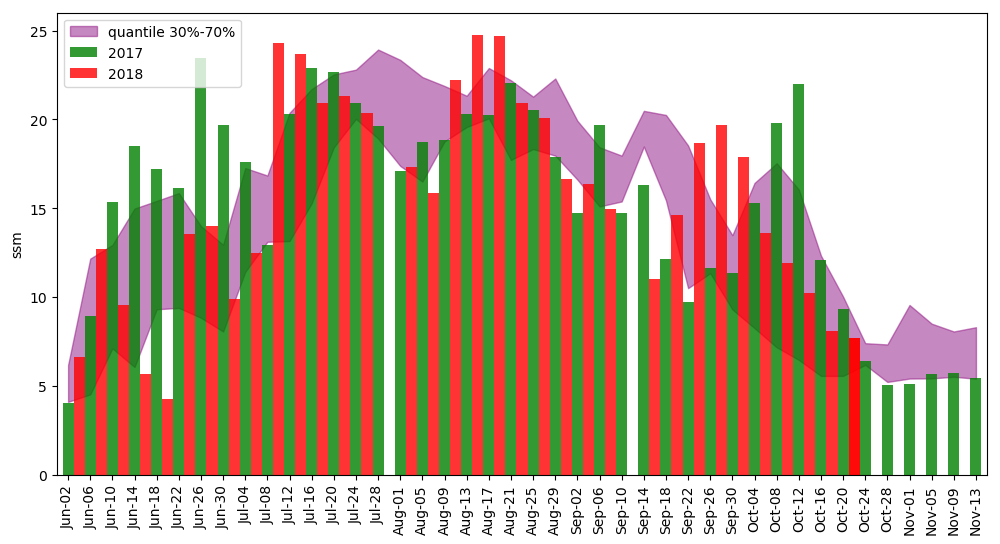 quantile 30%-70%
2017
2018
ssm
25
20
15
10
5
0
Jun-02
Jun-06
Jun-10
Jun-14
Jun-18
Jun-22
Jun-26
Jun-30
Jul-04
Jul-08
Jul-12
Jul-16
Jul-20
Jul-24
Jul-28
Aug-01
Aug-05
Aug-09
Aug-13
Aug-17
Aug-21
Aug-25
Aug-29
Sep-02
Sep-06
Sep-10
Sep-14
Sep-18
Sep-22
Sep-26
Sep-30
Oct-04
Oct-08
Oct-12
Oct-16
Oct-20
Oct-24
Oct-28
Nov-01
Nov-05
Nov-09
Nov-13